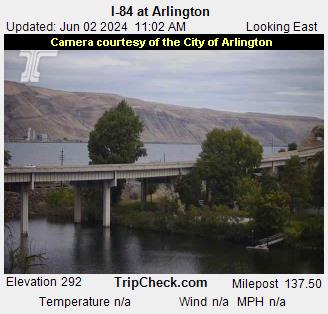 I-84 at Arlington
Updated: Jun 02 2024 11:02 AM Looking East
Camera courtesy of the City of Arlington
Elevation 292 TripCheck.com Milepost 137.50
Temperature n/a Wind n/a MPH n/a